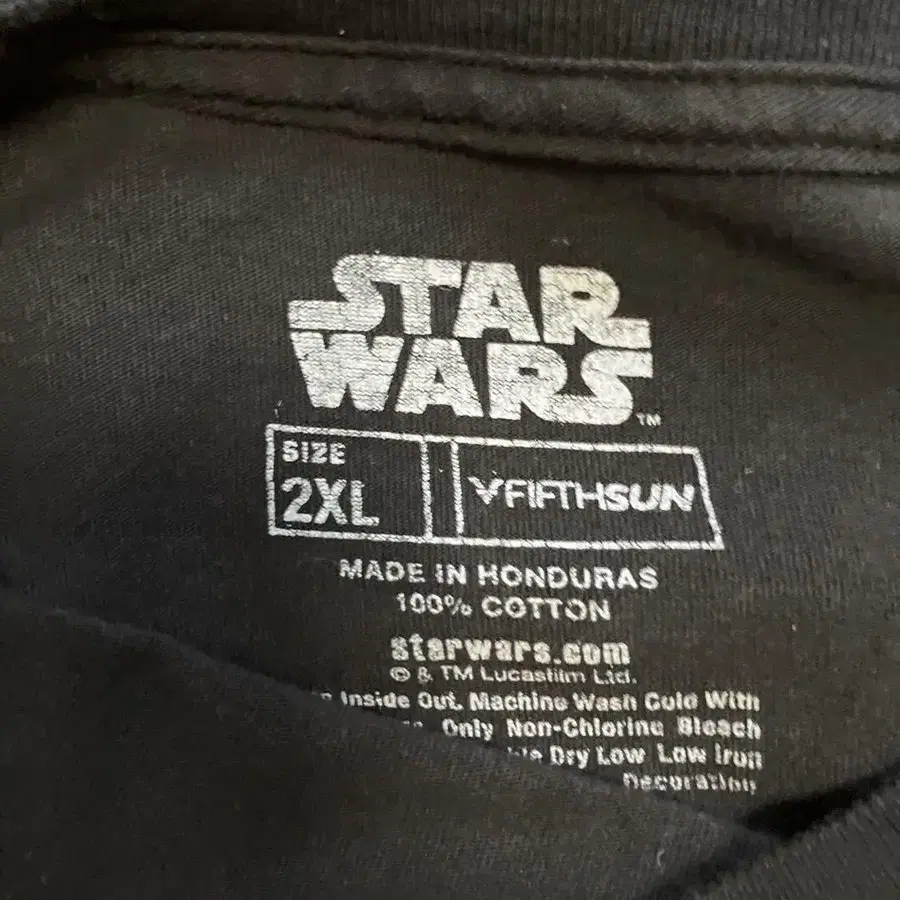 STAR
WARS™
SIZE
2XL
FIFTHSUN
MADE IN HONDURAS
100% COTTON
starwars.com
© & TM Lucasfilm Ltd.
Inside Out. Machine Wash Cold With
Only Non-Chlorine Bleach
Dry Low Low Iron
Decoration